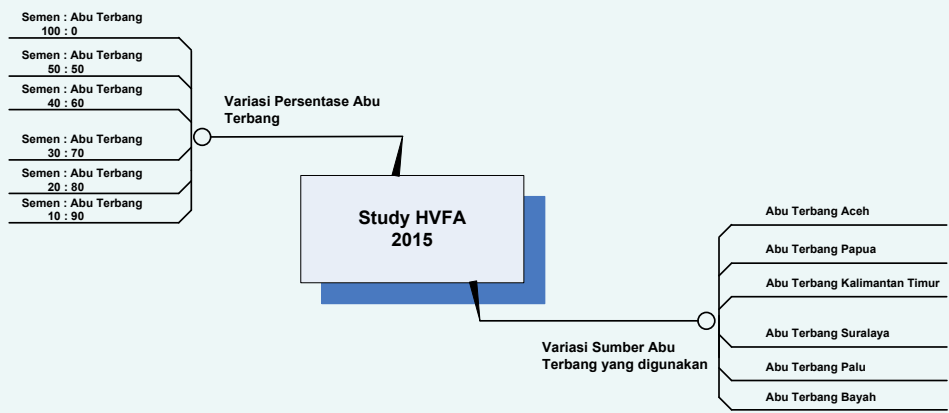 Semen : Abu Terbang
100 : 0
Semen : Abu Terbang
50 : 50
Semen : Abu Terbang
40 : 60
Semen : Abu Terbang
30 : 70
Semen : Abu Terbang
20 : 80
Semen : Abu Terbang
10 : 90
Variasi Persentase Abu
Terbang
Study HVFA
2015
Variasi Sumber Abu
Terbang yang digunakan
Abu Terbang Aceh
Abu Terbang Papua
Abu Terbang Kalimantan Timur
Abu Terbang Suralaya
Abu Terbang Palu
Abu Terbang Bayah